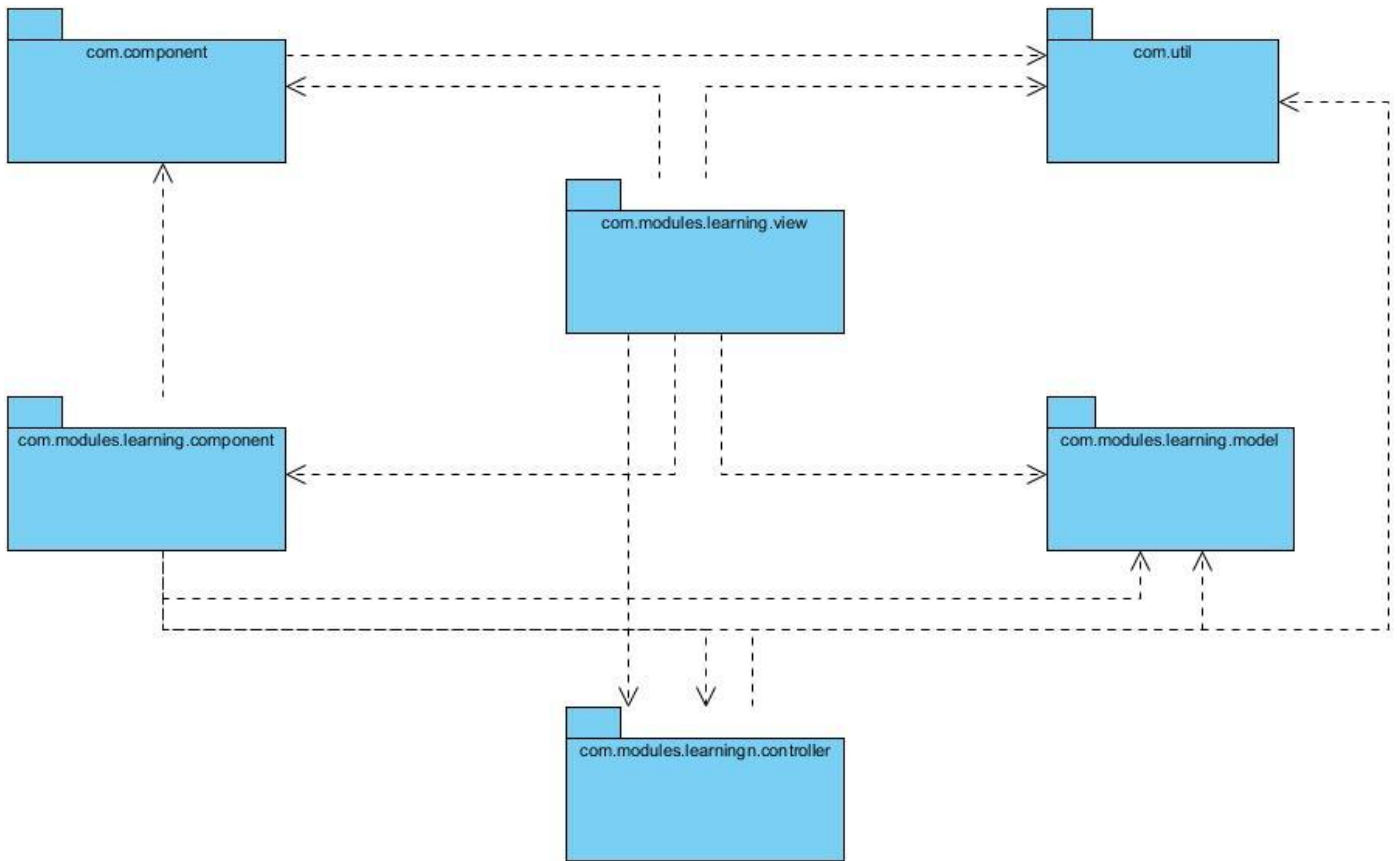 com.component
com.util
com.modules.learning.view
com.modules.learning.component
com.modules.learning.model
com.modules.learningn.controller